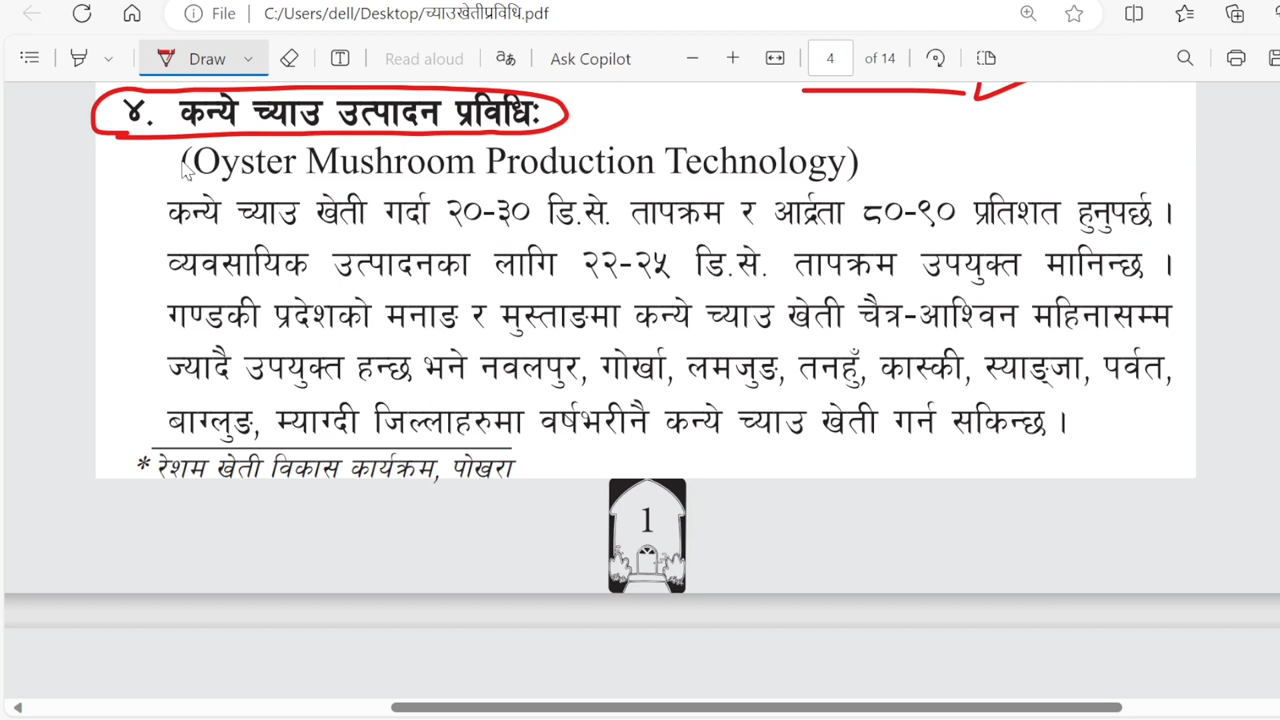 File C:/Users/dell/Desktop/च्याउखेतीप्रविधि.pdf
Draw Read aloud Ask Copilot 4 of 14
४. कन्ये च्याउ उत्पादन प्रविधिः
(Oyster Mushroom Production Technology)
कन्ये च्याउ खेती गर्दा २०-३० डि.से. तापक्रम र आर्द्रता ८०-९० प्रतिशत हुनुपर्छ ।
व्यवसायिक उत्पादनका लागि २२-२५ डि.से. तापक्रम उपयुक्त मानिन्छ ।
गण्डकी प्रदेशको मनाङ र मुस्ताङमा कन्ये च्याउ खेती चैत्र-आश्विन महिनासम्म
ज्यादै उपयुक्त हन्छ भने नवलपुर, गोर्खा, लमजुङ, तनहुँ, कास्की, स्याङ्जा, पर्वत,
बाग्लुङ, म्याग्दी जिल्लाहरुमा वर्षभरीनै कन्ये च्याउ खेती गर्न सकिन्छ ।
* रेशम खेती विकास कार्यक्रम, पोखरा
1